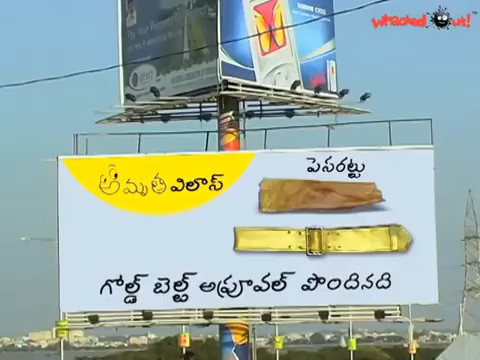 whacked Out!
అమృత విలాస్
పెసరట్టు
గోల్డ్ బెల్ట్ అప్రూవల్ పొందినది